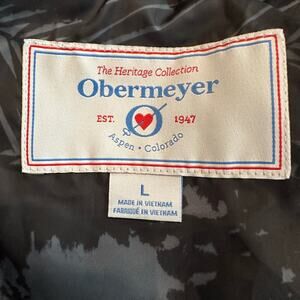 The Heritage Collection
Obermeyer
EST. 1947
Aspen • Colorado
L
MADE IN VIETNAM
FABRIQUÉ EN VIETNAM